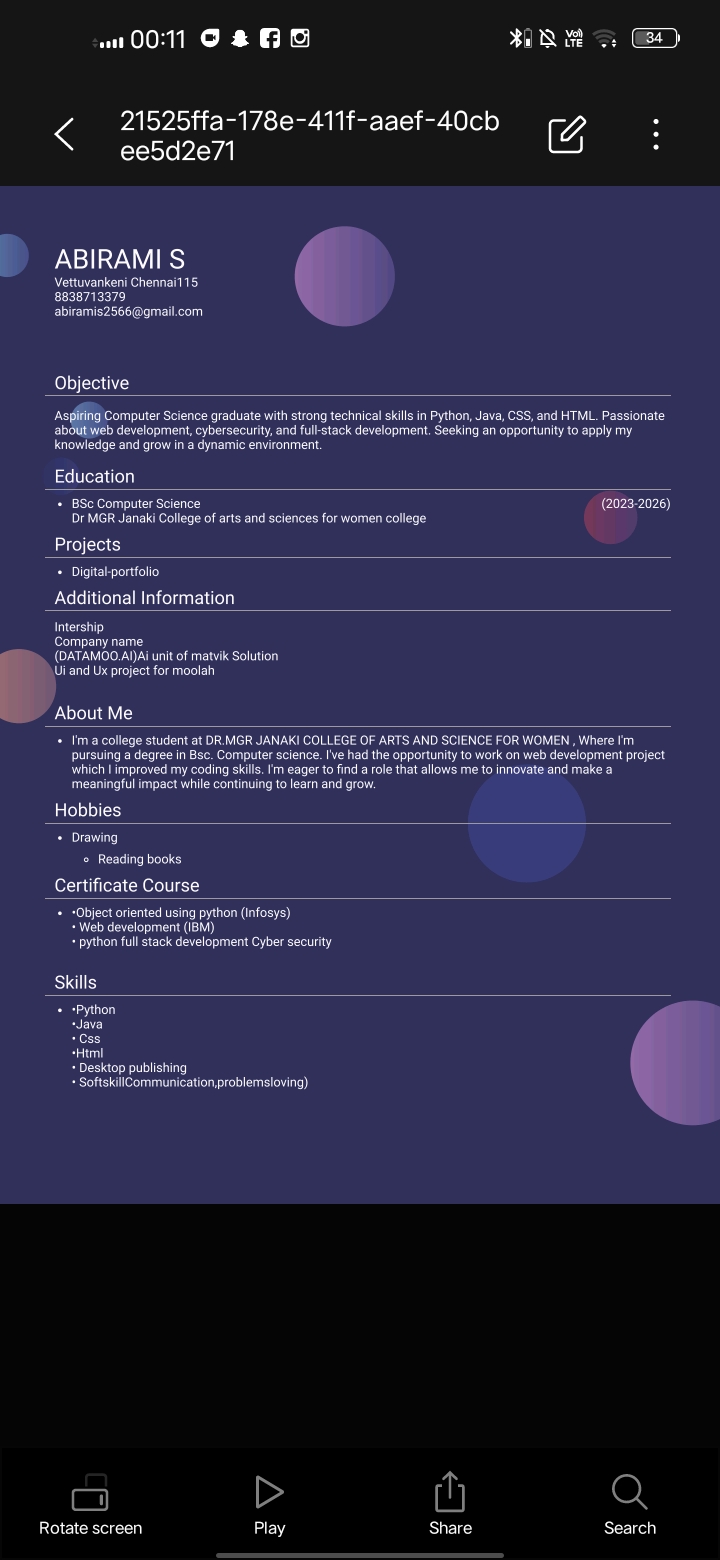 00:11
Vo) LTE
34
21525ffa-178e-411f-aaef-40cb
ee5d2e71
ABIRAMI S
Vettuvankeni Chennai115
8838713379
abiramis2566@gmail.com
Objective
Aspiring Computer Science graduate with strong technical skills in Python, Java, CSS, and HTML. Passionate
about web development, cybersecurity, and full-stack development. Seeking an opportunity to apply my
knowledge and grow in a dynamic environment.
Education
• BSc Computer Science (2023-2026)
Dr MGR Janaki College of arts and sciences for women college
Projects
• Digital-portfolio
Additional Information
Intership
Company name
(DATAMOO.AI)Ai unit of matvik Solution
Ui and Ux project for moolah
About Me
• I'm a college student at DR.MGR JANAKI COLLEGE OF ARTS AND SCIENCE FOR WOMEN , Where I'm
pursuing a degree in Bsc. Computer science. I've had the opportunity to work on web development project
which I improved my coding skills. I'm eager to find a role that allows me to innovate and make a
meaningful impact while continuing to learn and grow.
Hobbies
• Drawing
◦ Reading books
Certificate Course
• •Object oriented using python (Infosys)
• Web development (IBM)
• python full stack development Cyber security
Skills
• •Python
•Java
• Css
•Html
• Desktop publishing
• SoftskillCommunication,problemsloving)
Rotate screen
Play
Share
Search